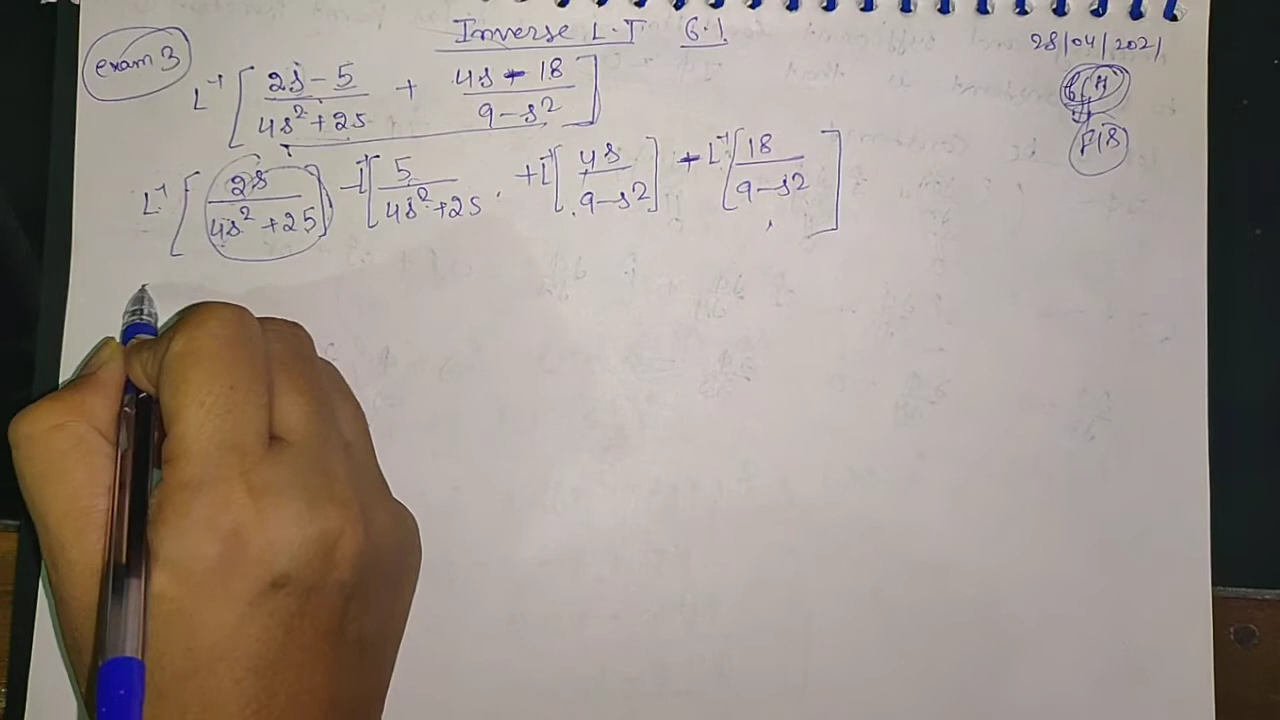 Inverse L.T 6.1
28/04/2021
exam 3
L⁻¹ [ (2s - 5)/(4s² + 25) + (4s - 18)/(9 - s²) ]
L⁻¹ [ 2s/(4s² + 25) ] - L⁻¹ [ 5/(4s² + 25) + L⁻¹ [ 4s/(9 - s²) ] - L⁻¹ [ 18/(9 - s²) ]